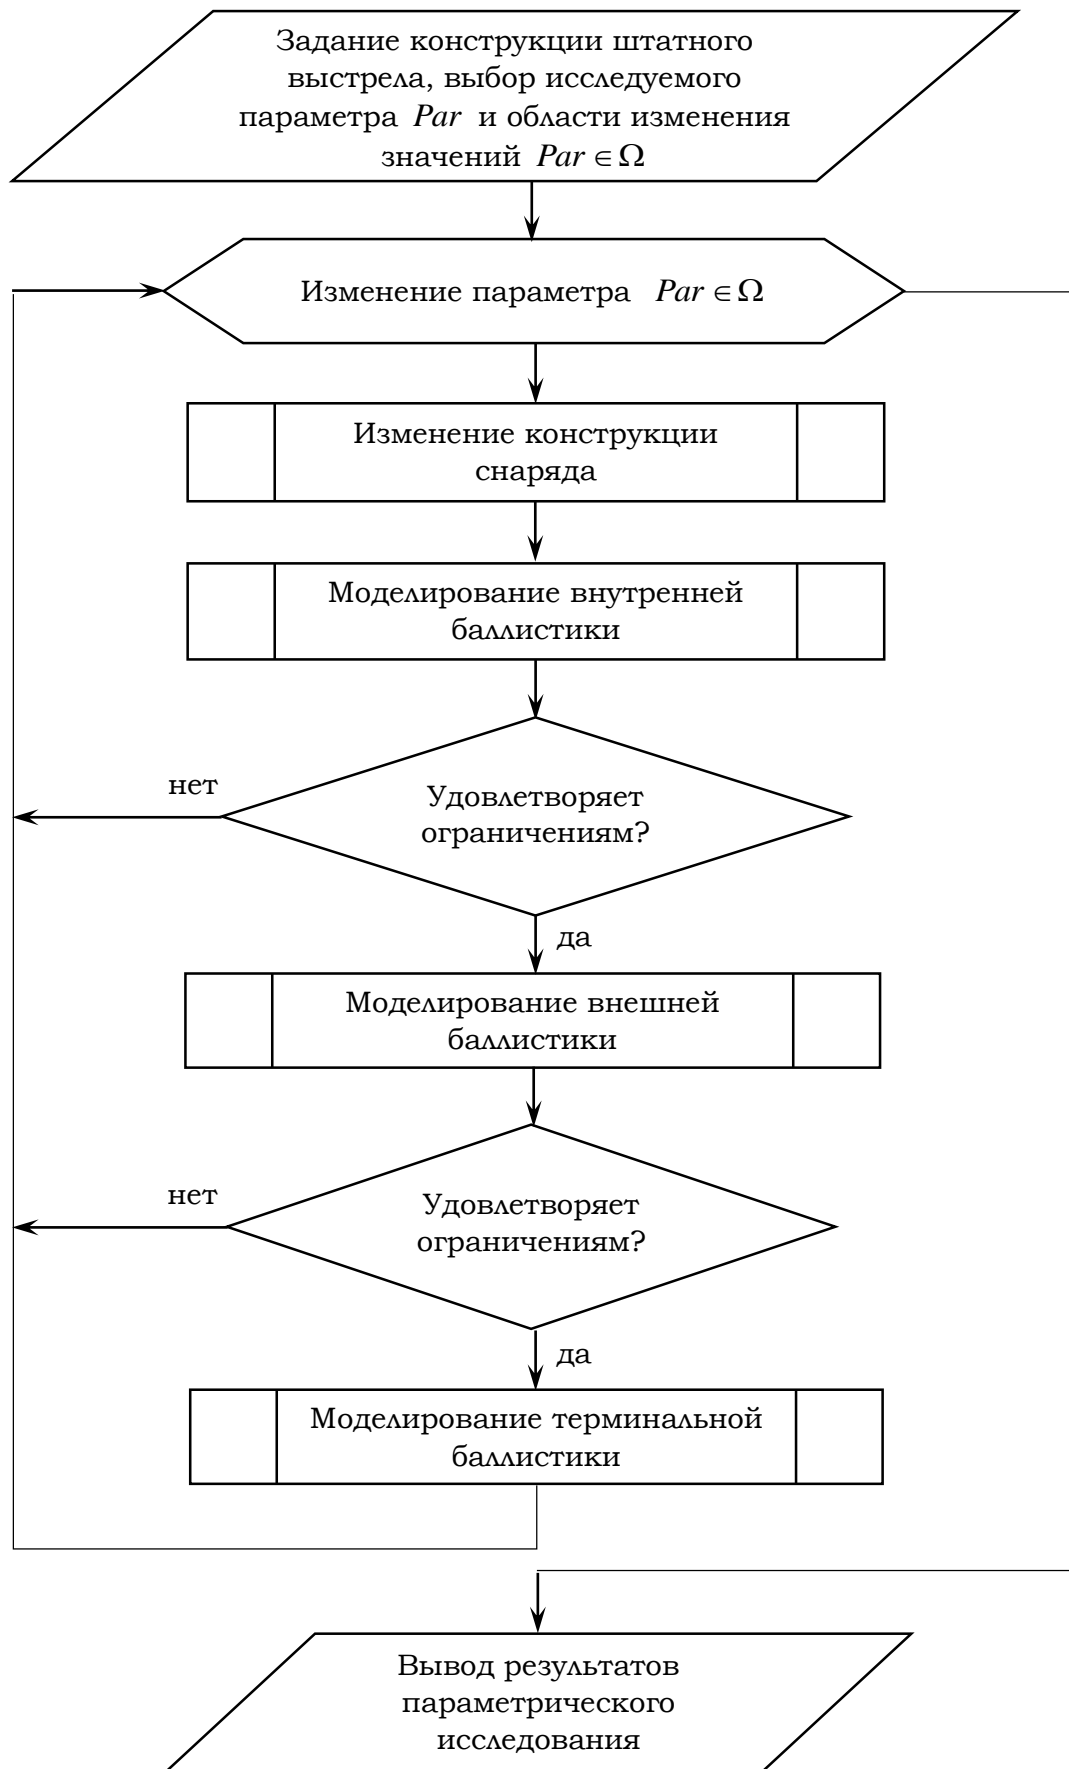 Задание конструкции штатного
выстрела, выбор исследуемого
параметра Par и области изменения
значений Par ∈ Ω
Изменение параметра Par ∈ Ω
Изменение конструкции
снаряда
Моделирование внутренней
баллистики
нет
Удовлетворяет
ограничениям?
да
Моделирование внешней
баллистики
нет
Удовлетворяет
ограничениям?
да
Моделирование терминальной
баллистики
Вывод результатов
параметрического
исследования